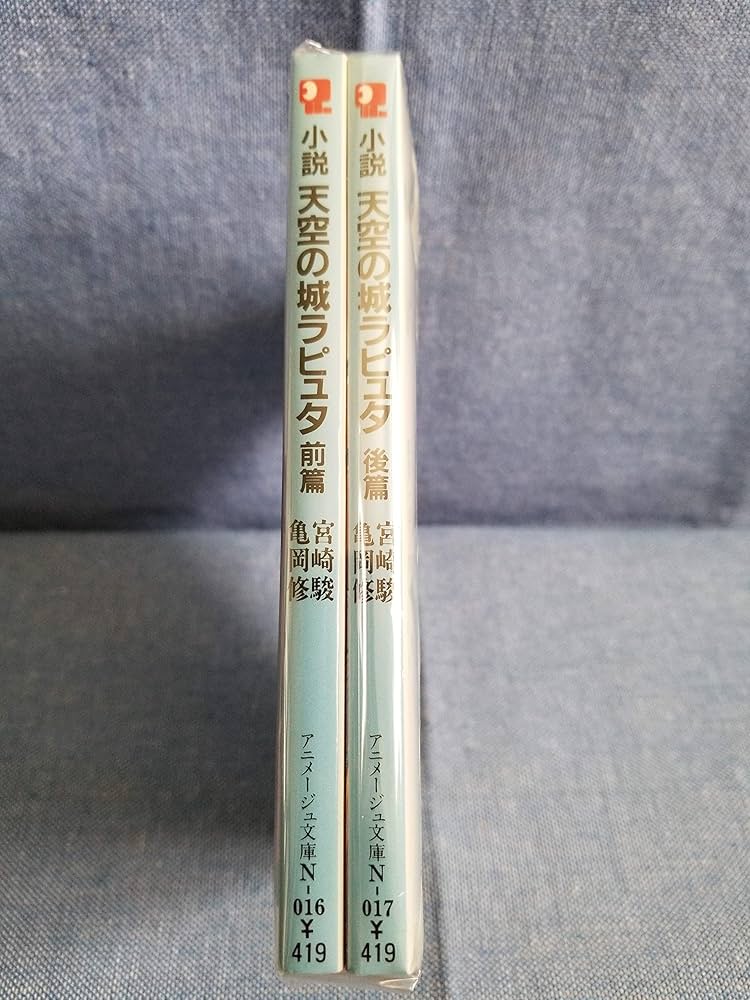 小説 天空の城ラピュタ 前篇
宮崎駿
亀岡修
アニメージュ文庫N-
016
¥
419
小説 天空の城ラピュタ 後篇
宮崎駿
亀岡修
アニメージュ文庫N-
017
¥
419